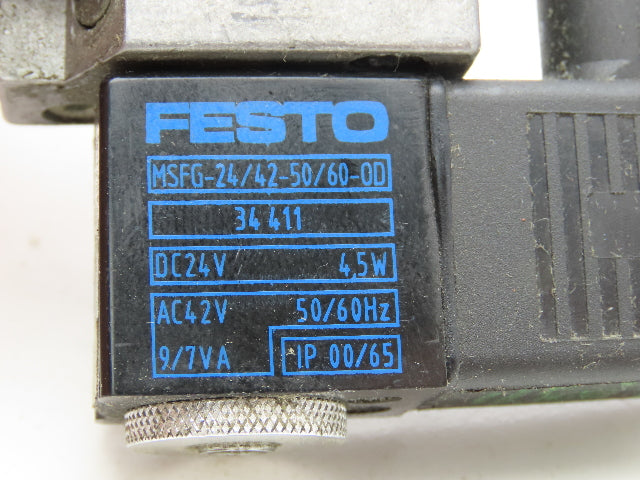 FESTO
MSFG-24/42-50/60-OD
34 411
DC24V 4,5W
AC42V 50/60Hz
9/7VA IP 00/65